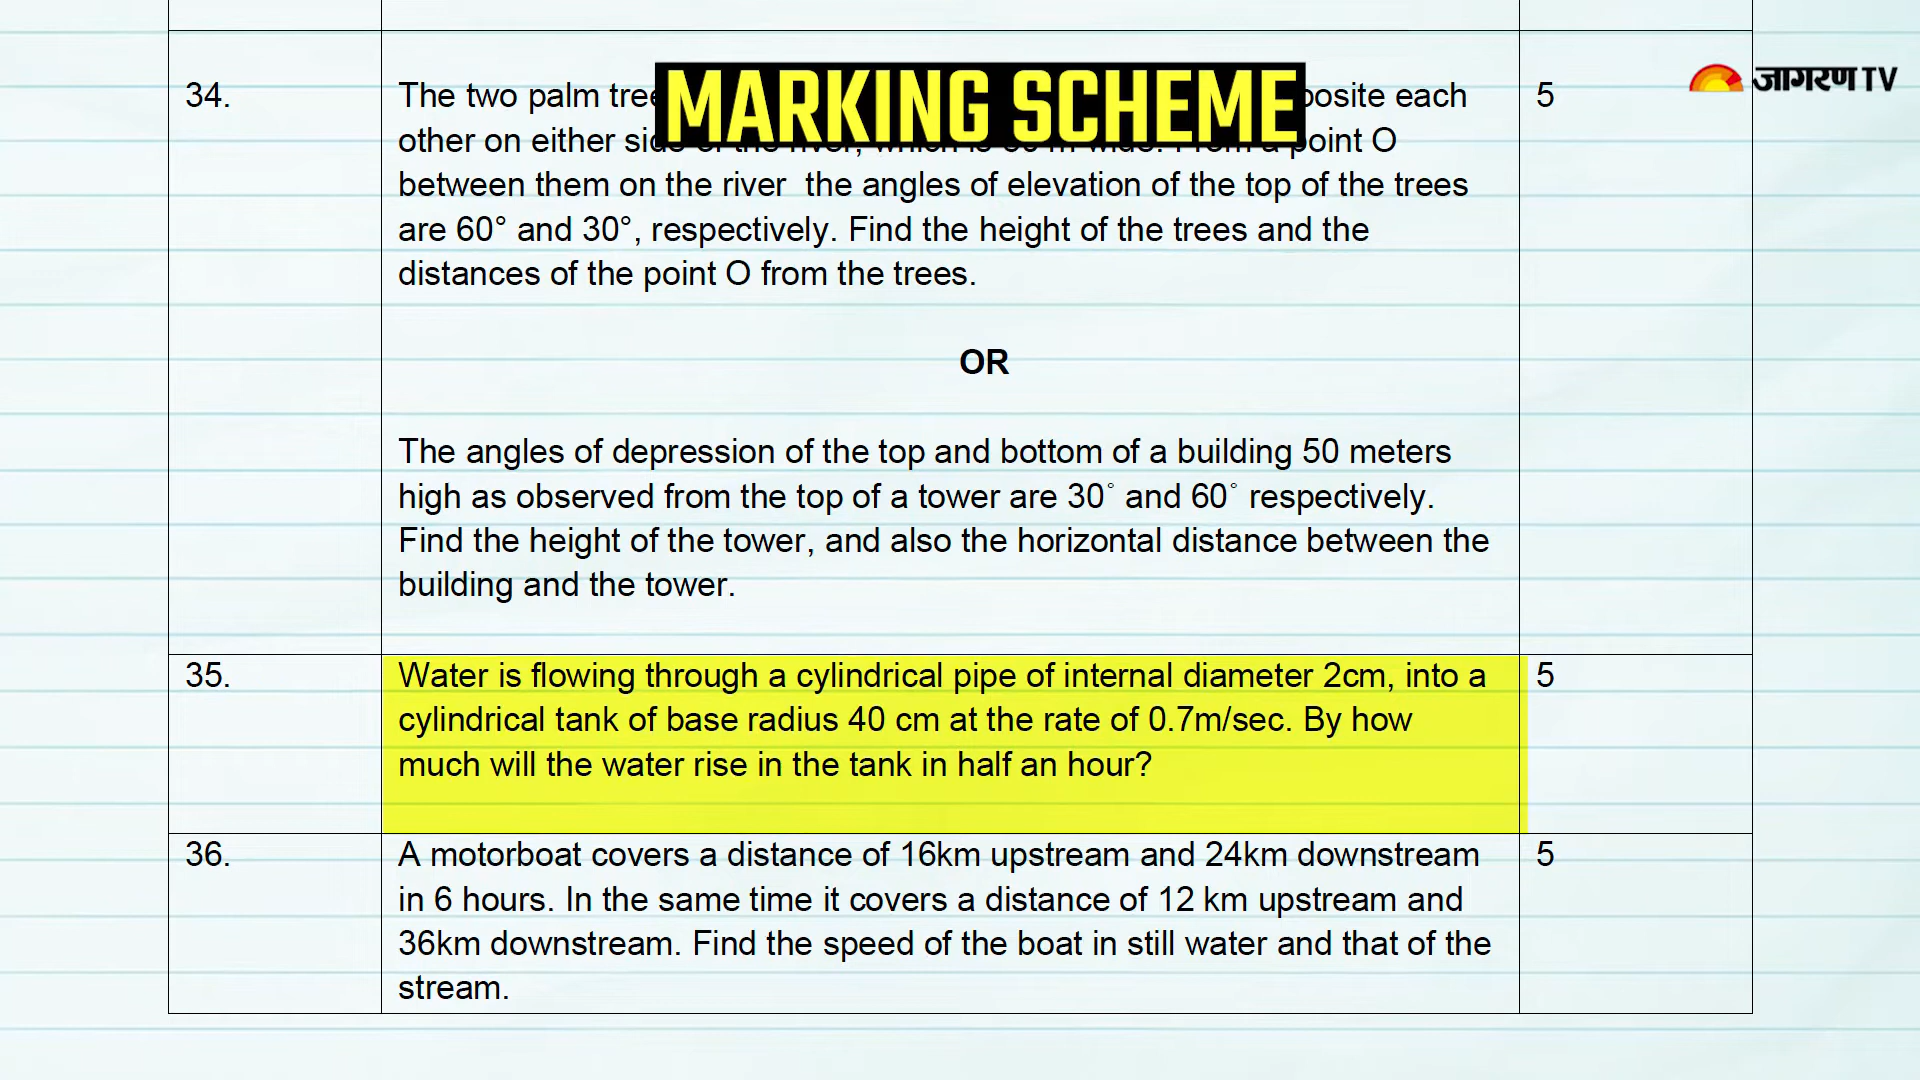 MARKING SCHEME
जागरण TV
34.
The two palm posite each
other on either point O
between them on the river the angles of elevation of the top of the trees
are 60° and 30°, respectively. Find the height of the trees and the
distances of the point O from the trees.
5
OR
The angles of depression of the top and bottom of a building 50 meters
high as observed from the top of a tower are 30° and 60° respectively.
Find the height of the tower, and also the horizontal distance between the
building and the tower.
35.
Water is flowing through a cylindrical pipe of internal diameter 2cm, into a
cylindrical tank of base radius 40 cm at the rate of 0.7m/sec. By how
much will the water rise in the tank in half an hour?
5
36.
A motorboat covers a distance of 16km upstream and 24km downstream
in 6 hours. In the same time it covers a distance of 12 km upstream and
36km downstream. Find the speed of the boat in still water and that of the
stream.
5